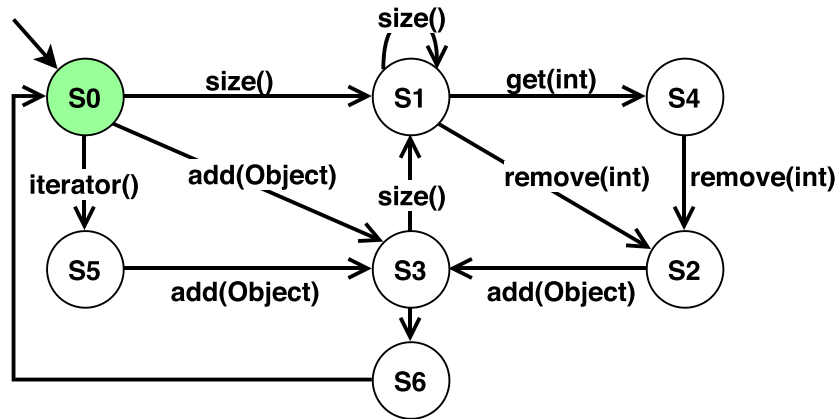 size()
S0
size()
S1
get(int)
S4
iterator()
add(Object)
size()
remove(int)
remove(int)
S5
add(Object)
S3
add(Object)
S2
S6